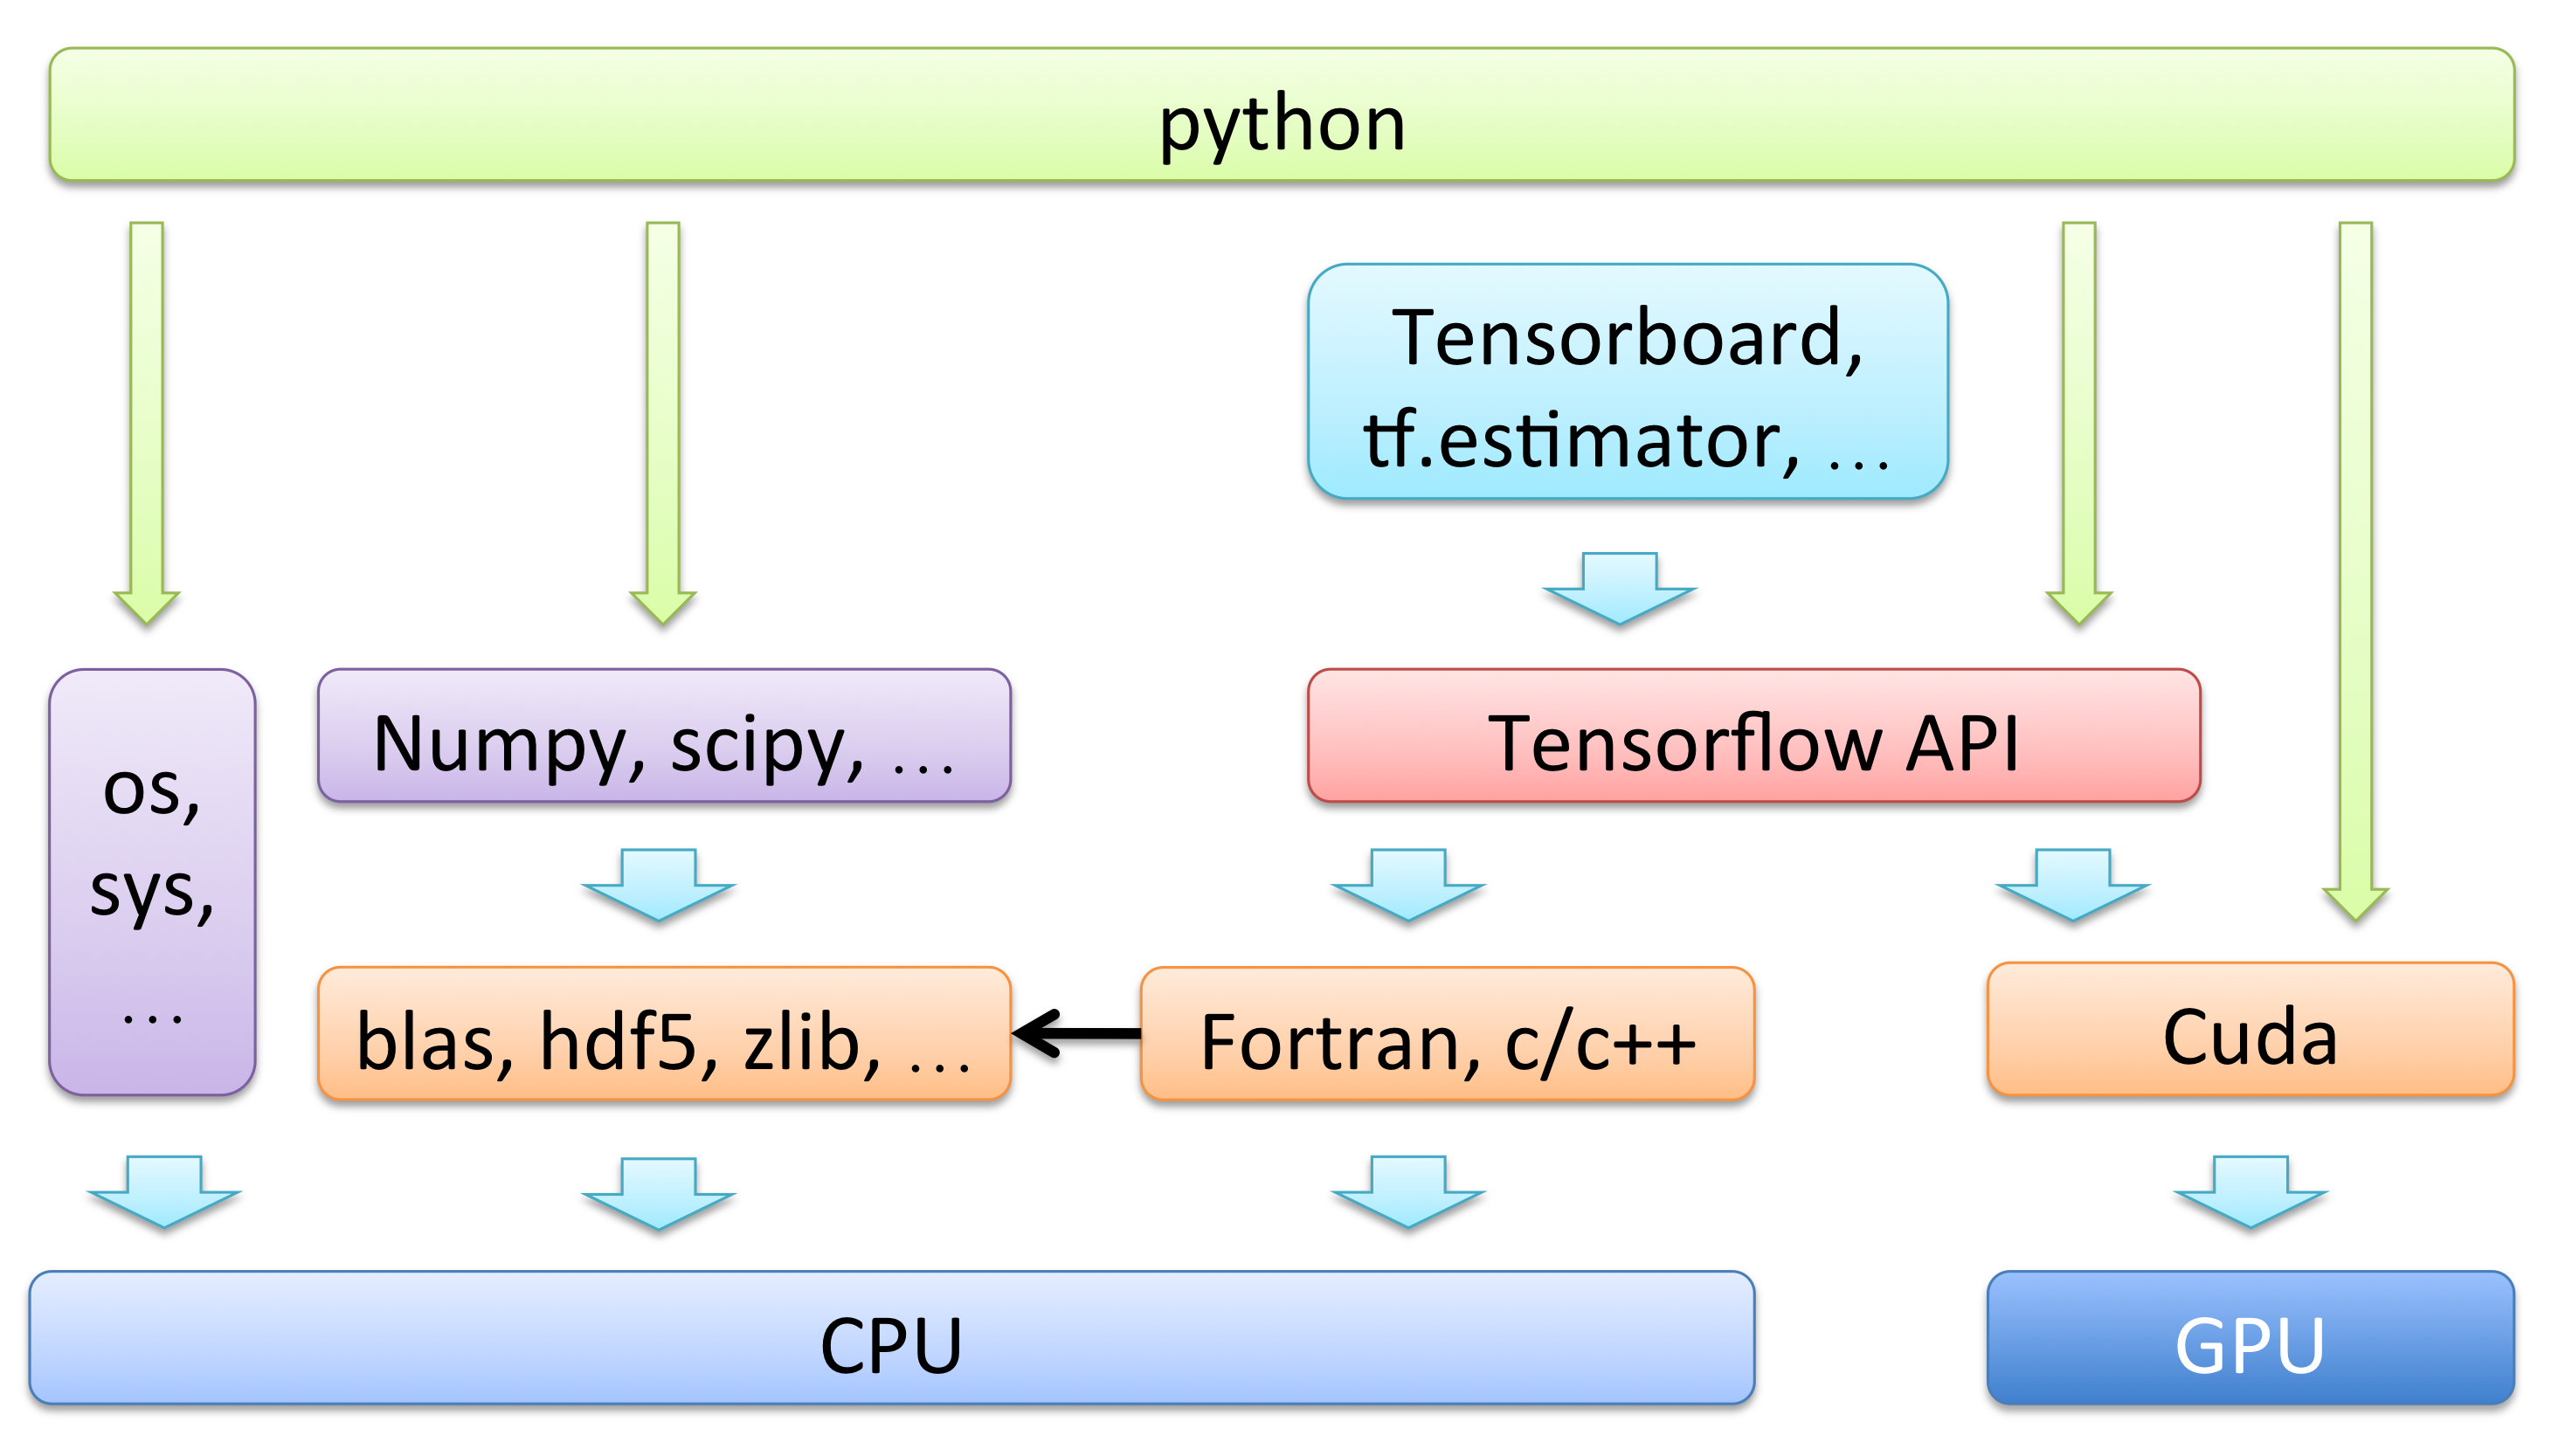 python
Tensorboard,
tf.estimator, ...
os,
sys,
...
Numpy, scipy, ...
Tensorflow API
blas, hdf5, zlib, ...
Fortran, c/c++
Cuda
CPU
GPU